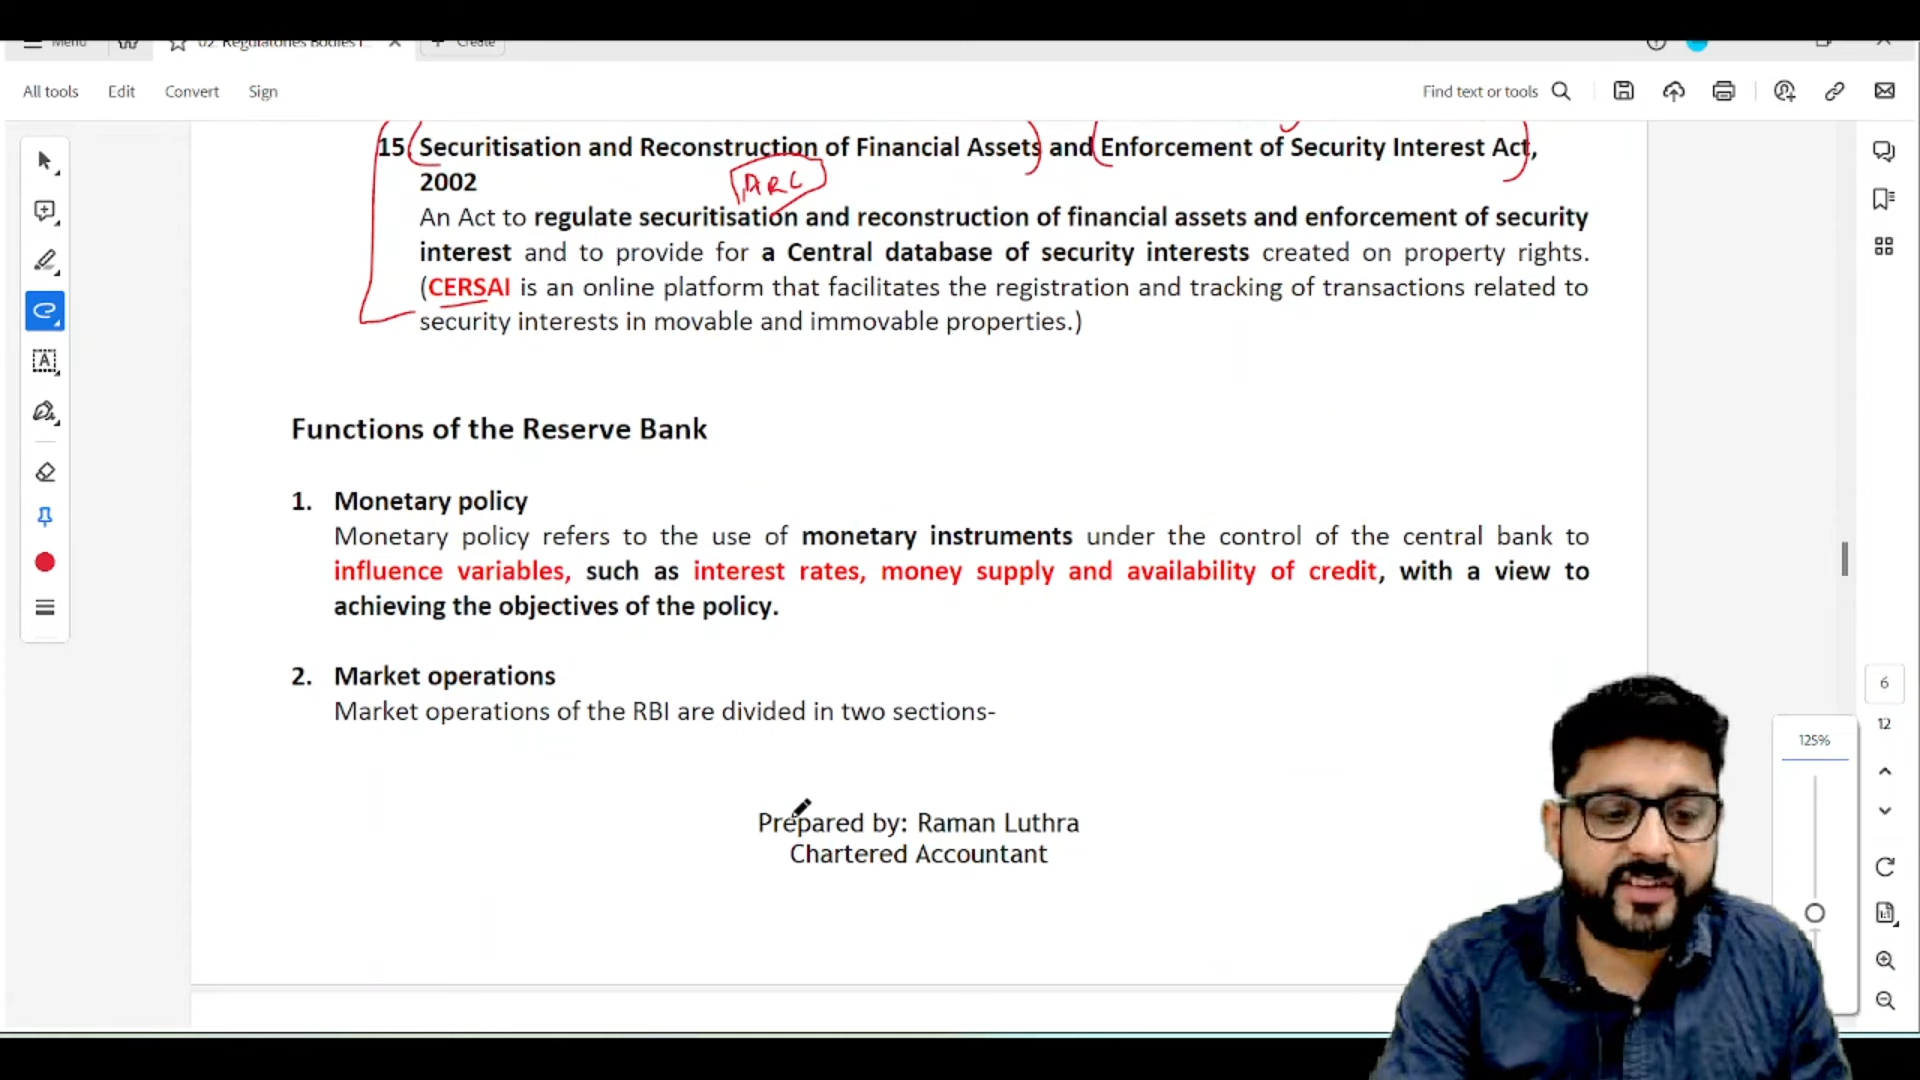 Menu
02. Regulatories Bodies I...
Create
All tools
Edit
Convert
Sign
Find text or tools
15. Securitisation and Reconstruction of Financial Assets and Enforcement of Security Interest Act,
2002
ARC
An Act to regulate securitisation and reconstruction of financial assets and enforcement of security
interest and to provide for a Central database of security interests created on property rights.
(CERSAI is an online platform that facilitates the registration and tracking of transactions related to
security interests in movable and immovable properties.)
Functions of the Reserve Bank
1. Monetary policy
Monetary policy refers to the use of monetary instruments under the control of the central bank to
influence variables, such as interest rates, money supply and availability of credit, with a view to
achieving the objectives of the policy.
2. Market operations
Market operations of the RBI are divided in two sections-
Prepared by: Raman Luthra
Chartered Accountant
6
12
125%